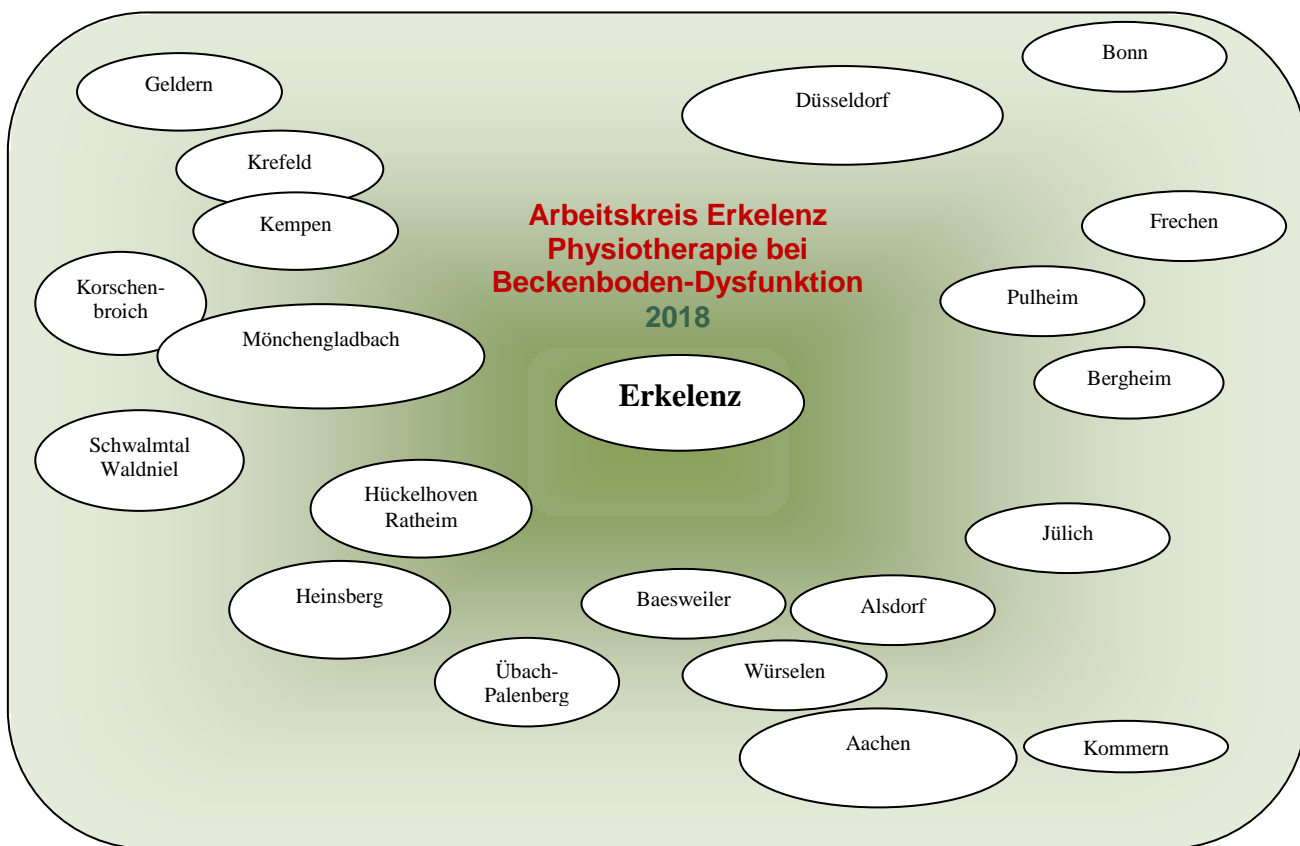 Bonn
Geldern
Düsseldorf
Krefeld
Kempen
Arbeitskreis Erkelenz
Physiotherapie bei
Beckenboden-Dysfunktion
2018
Frechen
Korschen-
broich
Pulheim
Mönchengladbach
Bergheim
Erkelenz
Schwalmtal
Waldniel
Hückelhoven
Ratheim
Jülich
Heinsberg
Baesweiler
Alsdorf
Übach-
Palenberg
Würselen
Aachen
Kommern